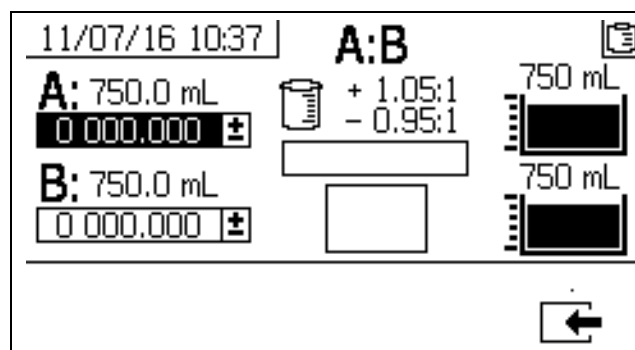 11/07/16 10:37
A:B
A: 750.0 mL
0 000.000 ±
B: 750.0 mL
0 000.000 ±
+ 1.05:1
- 0.95:1
750 mL
750 mL